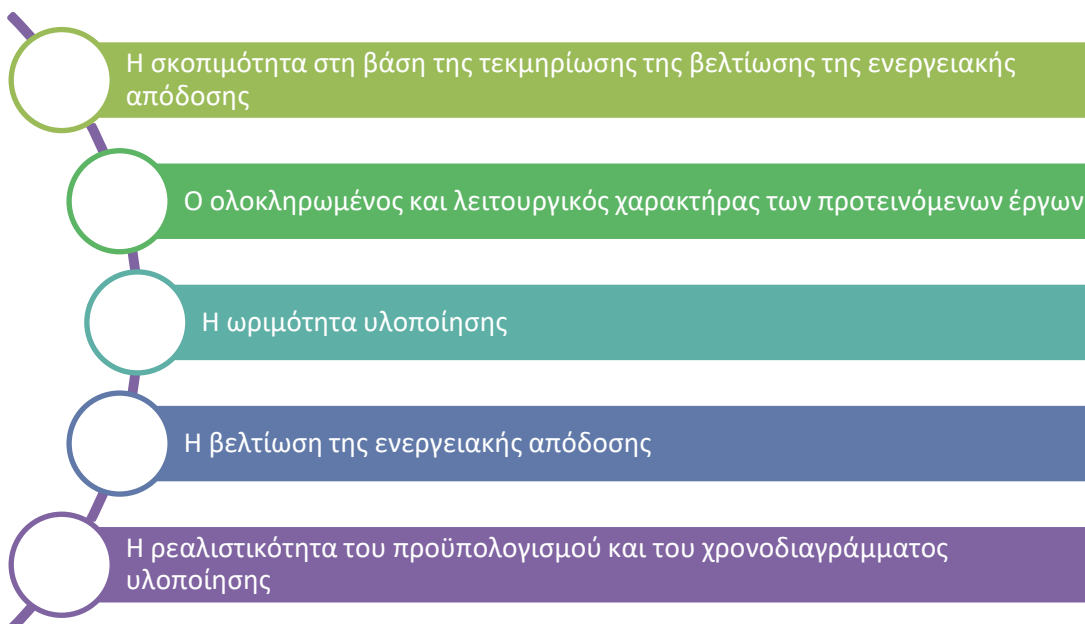 Η σκοπιμότητα στη βάση της τεκμηρίωσης της βελτίωσης της ενεργειακής
απόδοσης
Ο ολοκληρωμένος και λειτουργικός χαρακτήρας των προτεινόμενων έργων
Η ωριμότητα υλοποίησης
Η βελτίωση της ενεργειακής απόδοσης
Η ρεαλιστικότητα του προϋπολογισμού και του χρονοδιαγράμματος
υλοποίησης